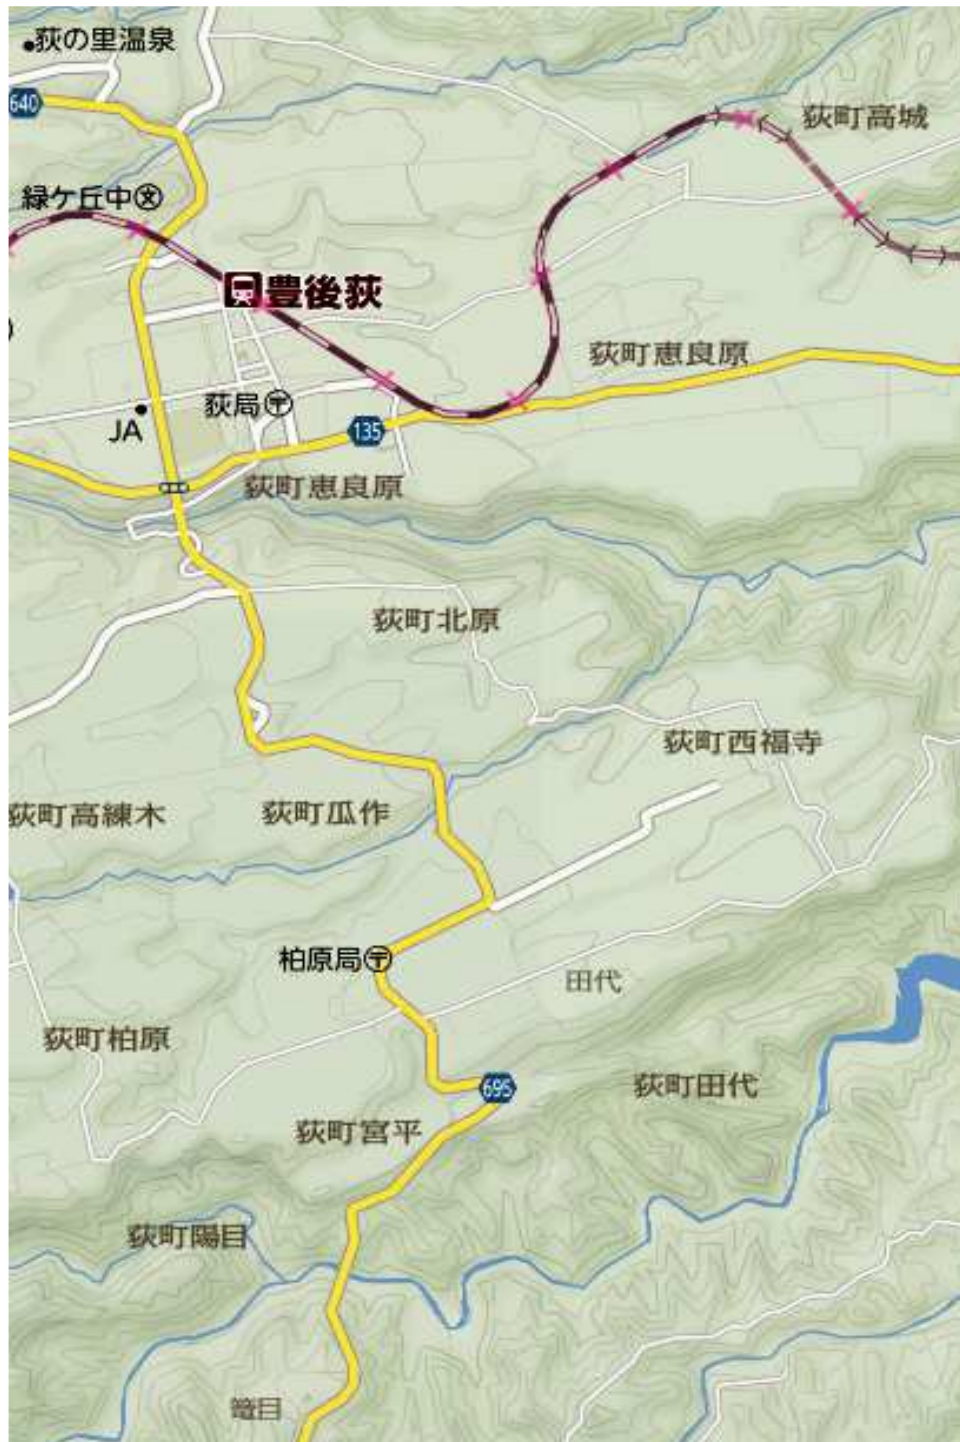 荻の里温泉
640
荻町高城
緑ケ丘中
豊後荻
荻町恵良原
荻局
JA
135
荻町恵良原
荻町北原
荻町西福寺
荻町高練木
荻町瓜作
柏原局
田代
荻町柏原
695
荻町田代
荻町宮平
荻町陽目